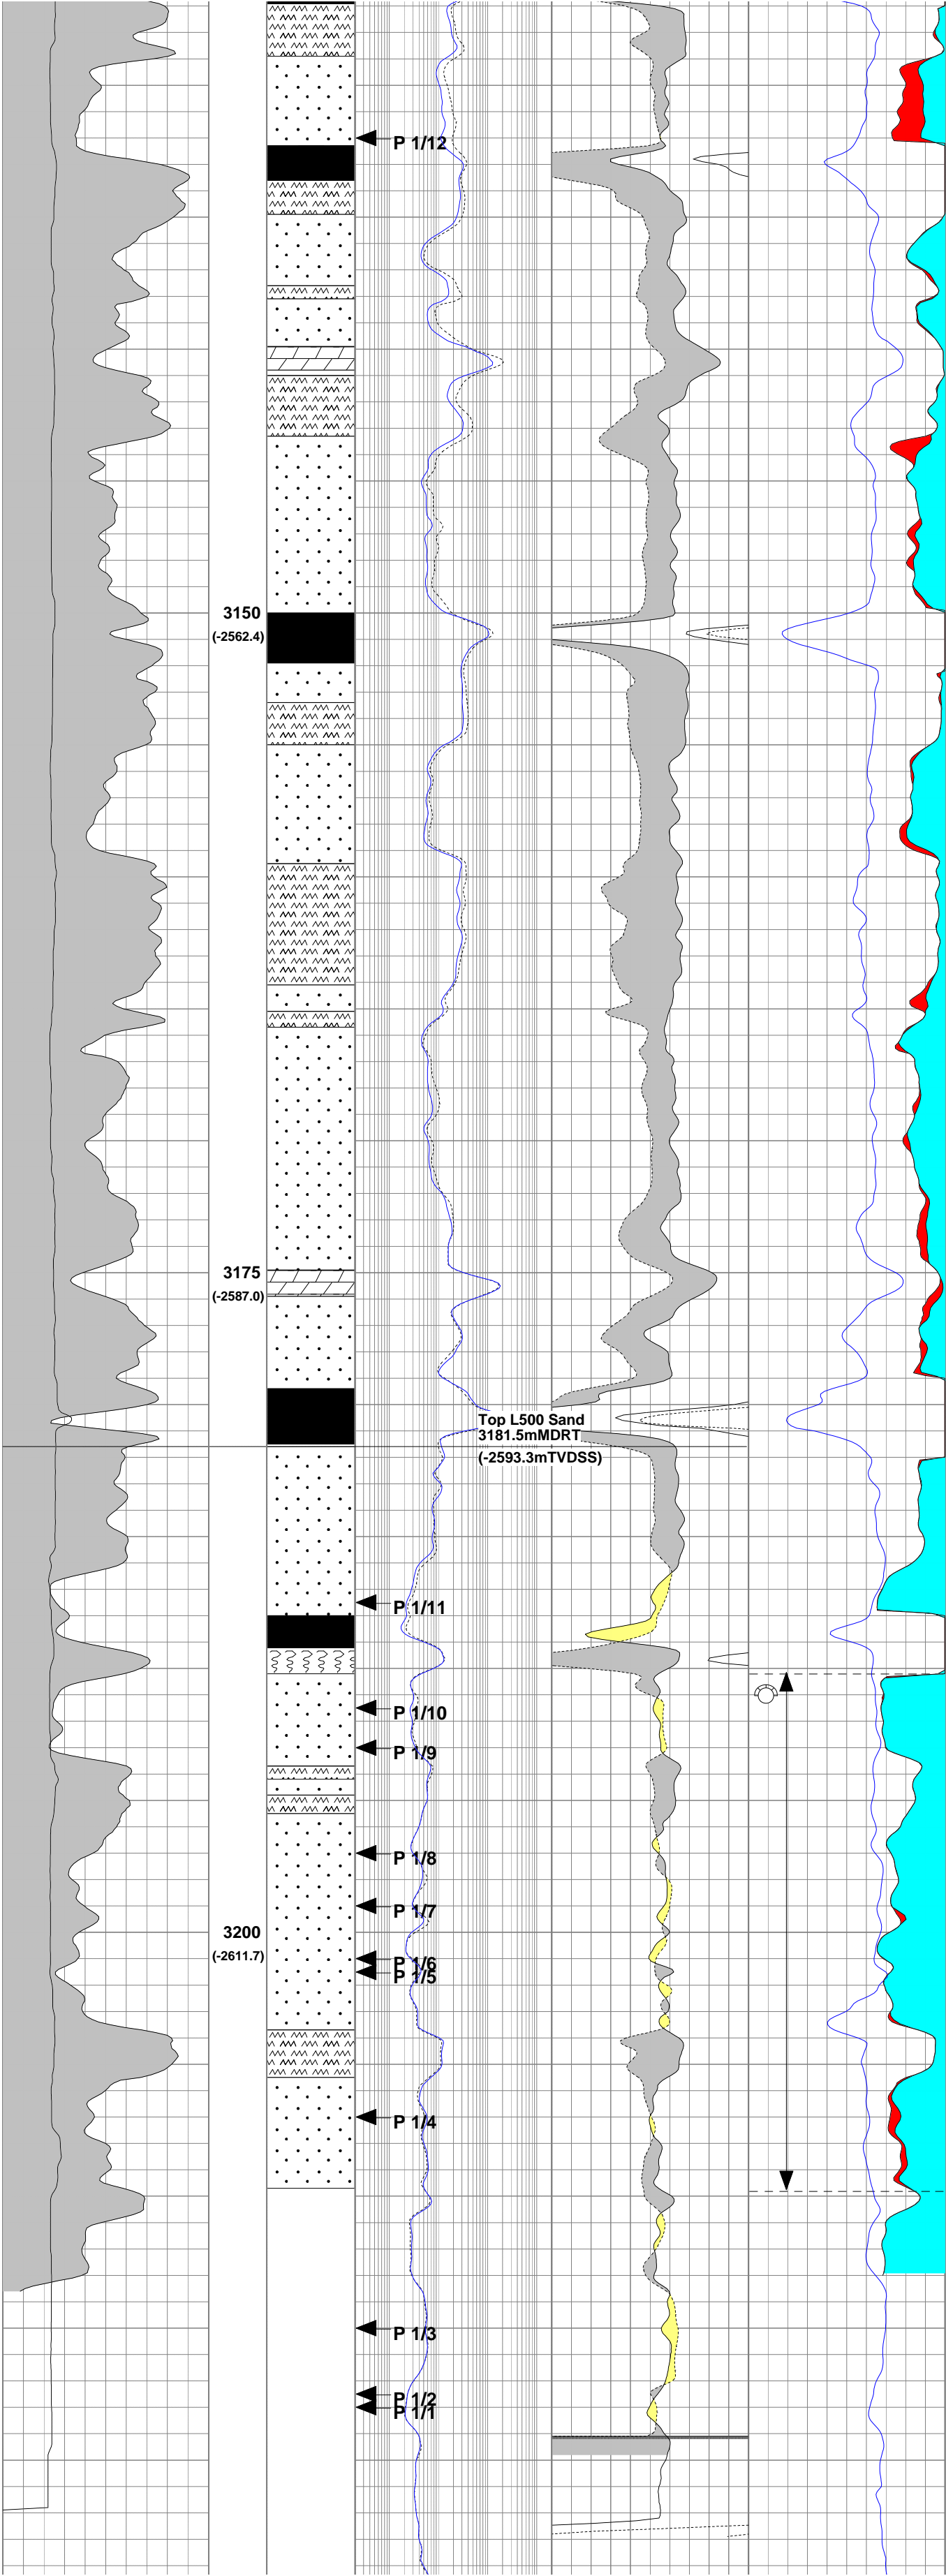 P 1/12
3150
(-2562.4)
3175
(-2587.0)
Top L500 Sand
3181.5mMDRT
(-2593.3mTVDSS)
P 1/11
P 1/10
P 1/9
P 1/8
P 1/7
3200
(-2611.7)
P 1/6
P 1/5
P 1/4
P 1/3
P 1/2
P 1/1